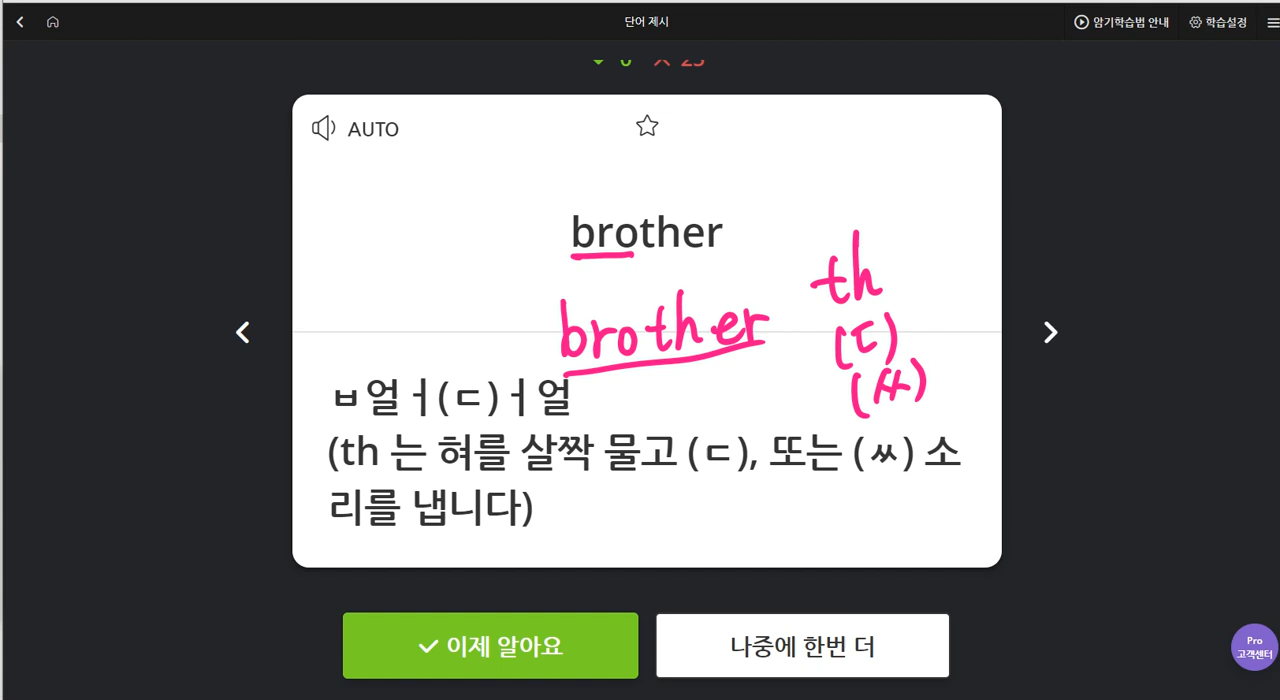 단어 제시
암기학습법 안내
학습설정
AUTO
brother
brother
th
(ㄷ)
(ㅆ)
ㅂ얼ㅓ(ㄷ)ㅓ얼
(th 는 혀를 살짝 물고 (ㄷ), 또는 (ㅆ) 소
리를 냅니다)
이제 알아요
나중에 한번 더
Pro
고객센터